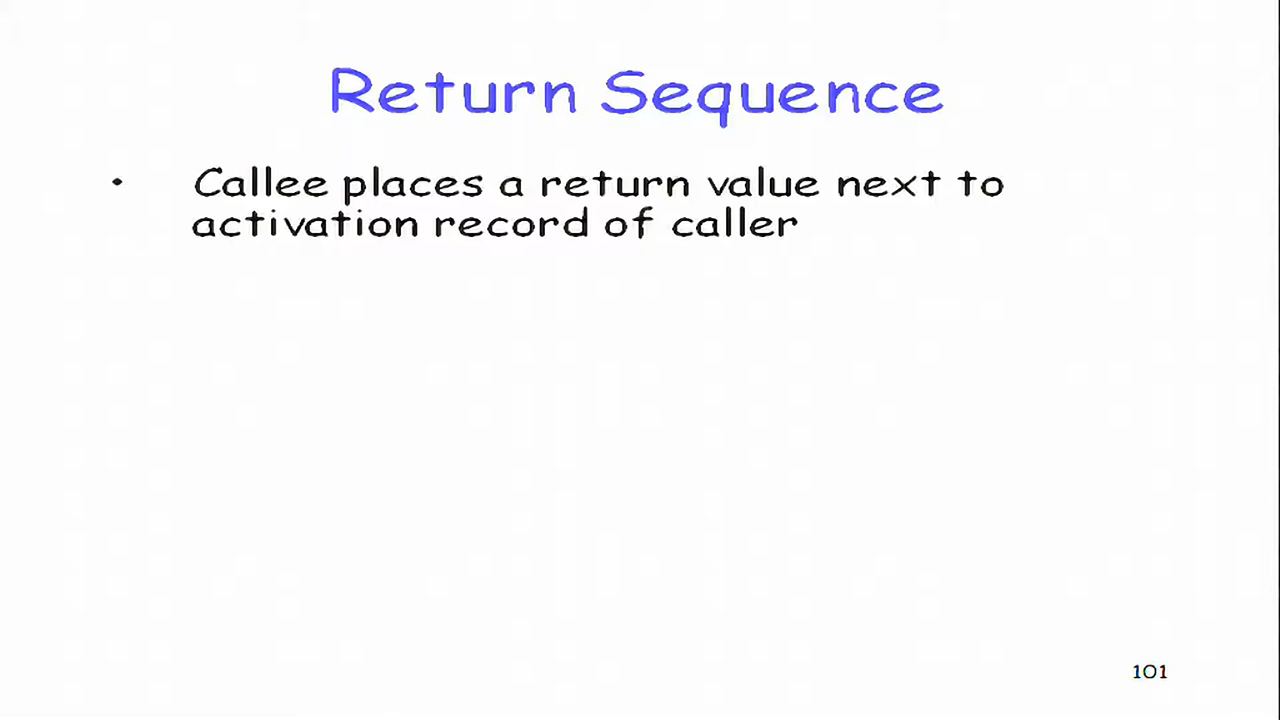 Return Sequence
• Callee places a return value next to
activation record of caller
101